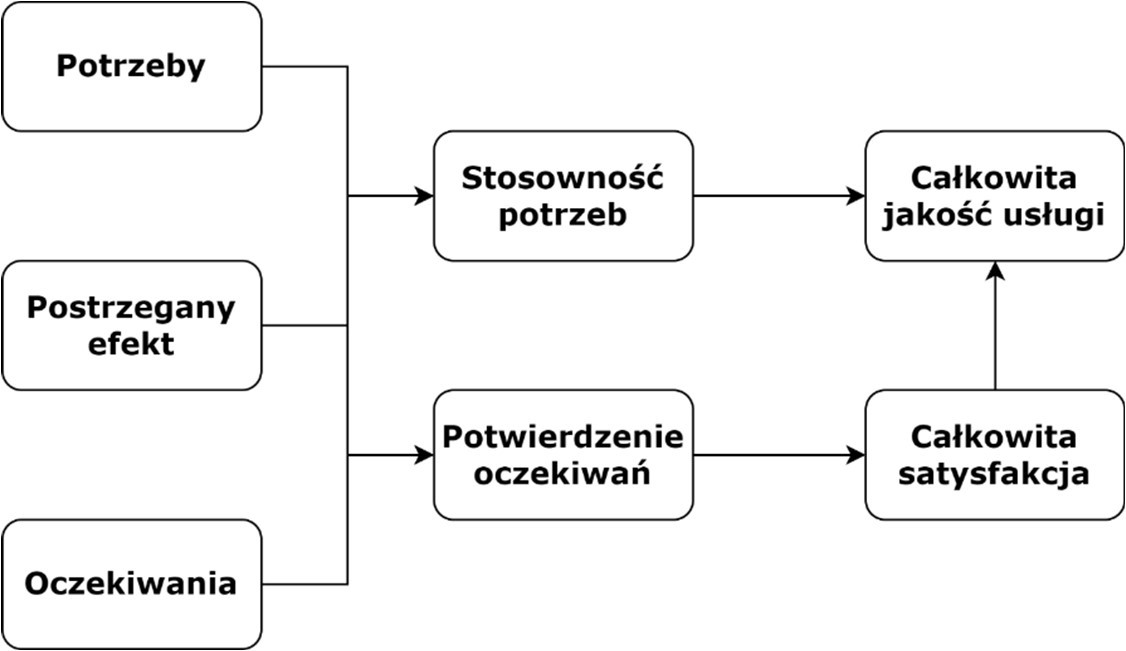 Potrzeby
Stosowność
potrzeb
Całkowita
jakość usługi
Postrzegany
efekt
Potwierdzenie
oczekiwań
Całkowita
satysfakcja
Oczekiwania